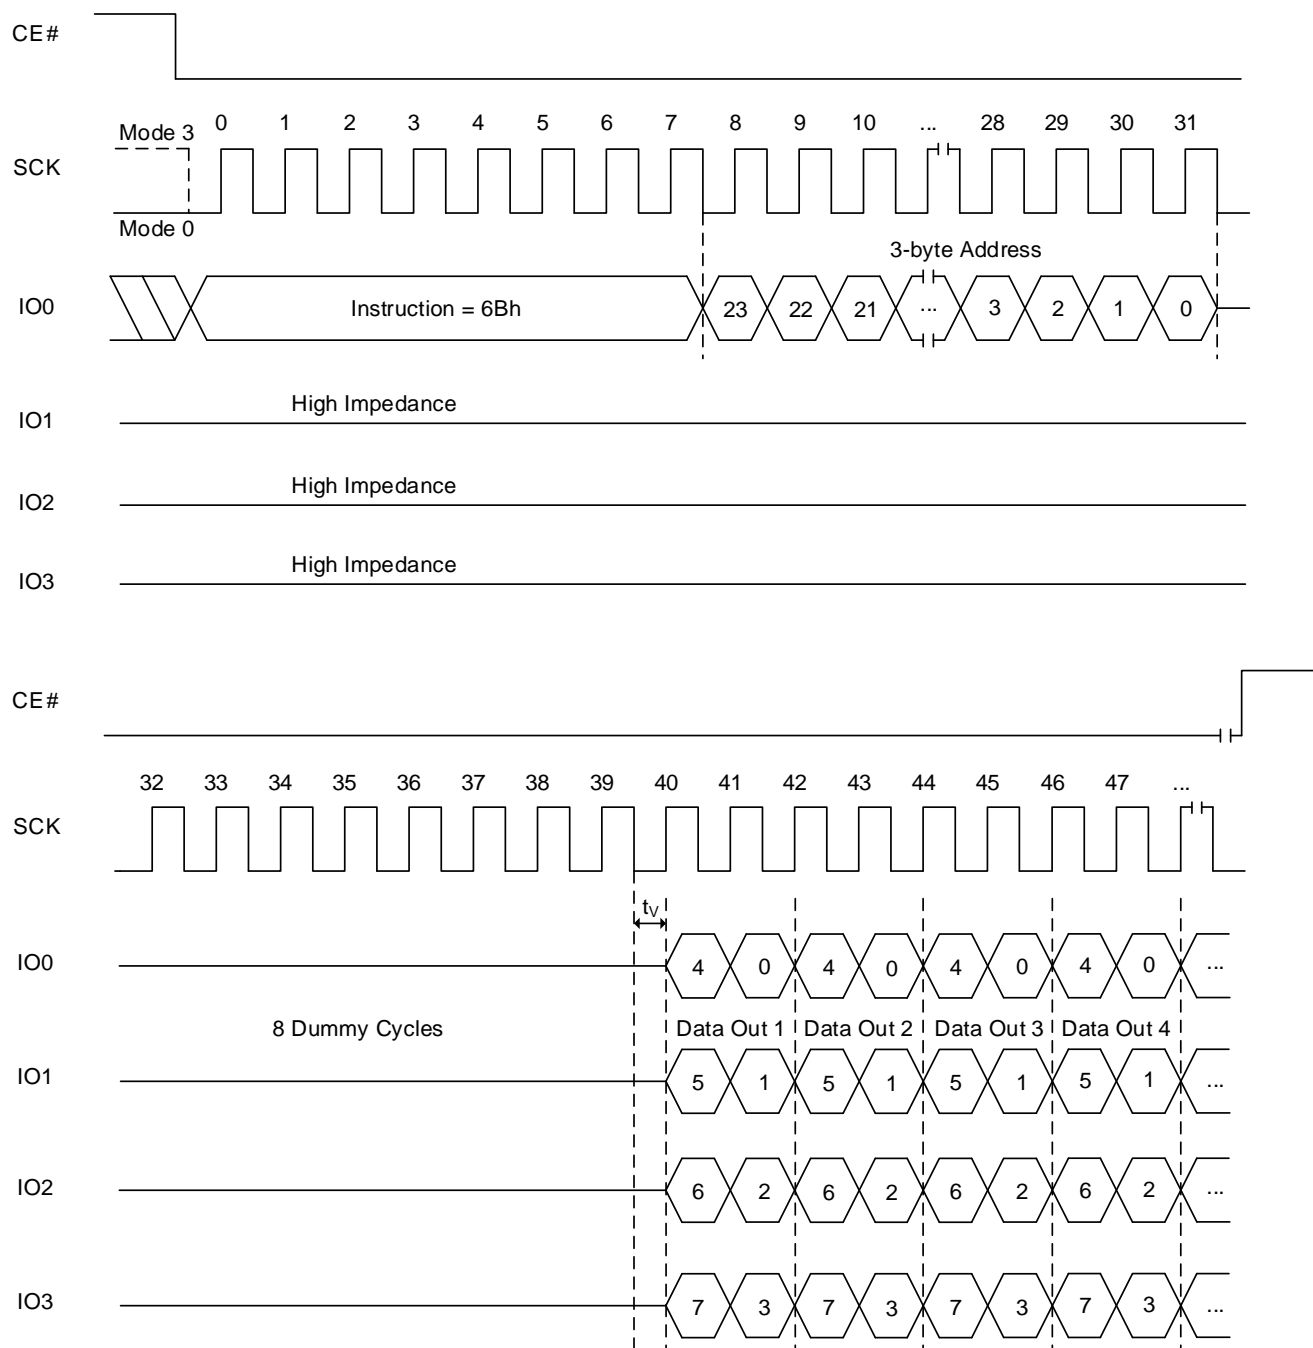 CE#
Mode 3 0 1 2 3 4 5 6 7 8 9 10 ... 28 29 30 31
SCK
Mode 0
3-byte Address
IO0 Instruction = 6Bh 23 22 21 ... 3 2 1 0
High Impedance
IO1
High Impedance
IO2
High Impedance
IO3
CE#
32 33 34 35 36 37 38 39 40 41 42 43 44 45 46 47 ...
SCK
tV
IO0 4 0 4 0 4 0 4 0 ...
8 Dummy Cycles Data Out 1 Data Out 2 Data Out 3 Data Out 4
IO1 5 1 5 1 5 1 5 1 ...
IO2 6 2 6 2 6 2 6 2 ...
IO3 7 3 7 3 7 3 7 3 ...